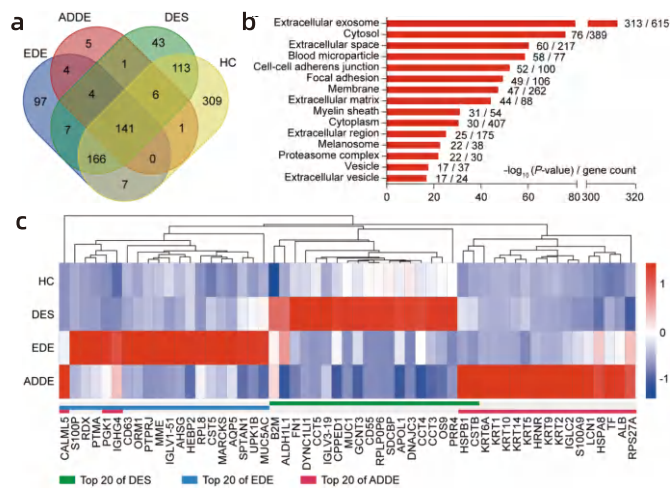 a
ADDE
DES
EDE
HC
5
43
4
1
113
97
4
6
309
7
141
1
166
0
7
b
Extracellular exosome 313 / 615
Cytosol 76 / 389
Extracellular space 60 / 217
Blood microparticle 58 / 77
Cell-cell adherens junction 52 / 100
Focal adhesion 49 / 106
Membrane 47 / 262
Extracellular matrix 44 / 88
Myelin sheath 31 / 54
Cytoplasm 30 / 407
Extracellular region 25 / 175
Melanosome 22 / 38
Proteasome complex 22 / 30
Vesicle 17 / 37
Extracellular vesicle 17 / 24
-log10 (P-value) / gene count
0 20 40 60 80 300 320
c
HC
DES
EDE
ADDE
1
0
-1
CALML5
S100P
RDX
PTMA
PGK1
IGHG4
CD63
ORM1
PTPRJ
MME
IGLV1-51
AHSG
HEBP2
RPL8
CST5
MARCKS
AQP5
SPTAN1
UPK1B
MUC5AC
B2M
ALDH1L1
FN1
DYNC1LI1
CCT5
IGLV3-19
CPPED1
MUC1
GCNT3
CD55
RPLP0P6
SDCBP
APOL1
DNAJC3
CCT4
CCT3
OS9
PRR4
HSPB1
CSTB
KRT6A
KRT1
KRT10
KRT14
KRT5
HRNR
KRT9
KRT2
IGLC2
S100A9
LCN1
HSPA8
TF
ALB
RPS27A
Top 20 of DES
Top 20 of EDE
Top 20 of ADDE